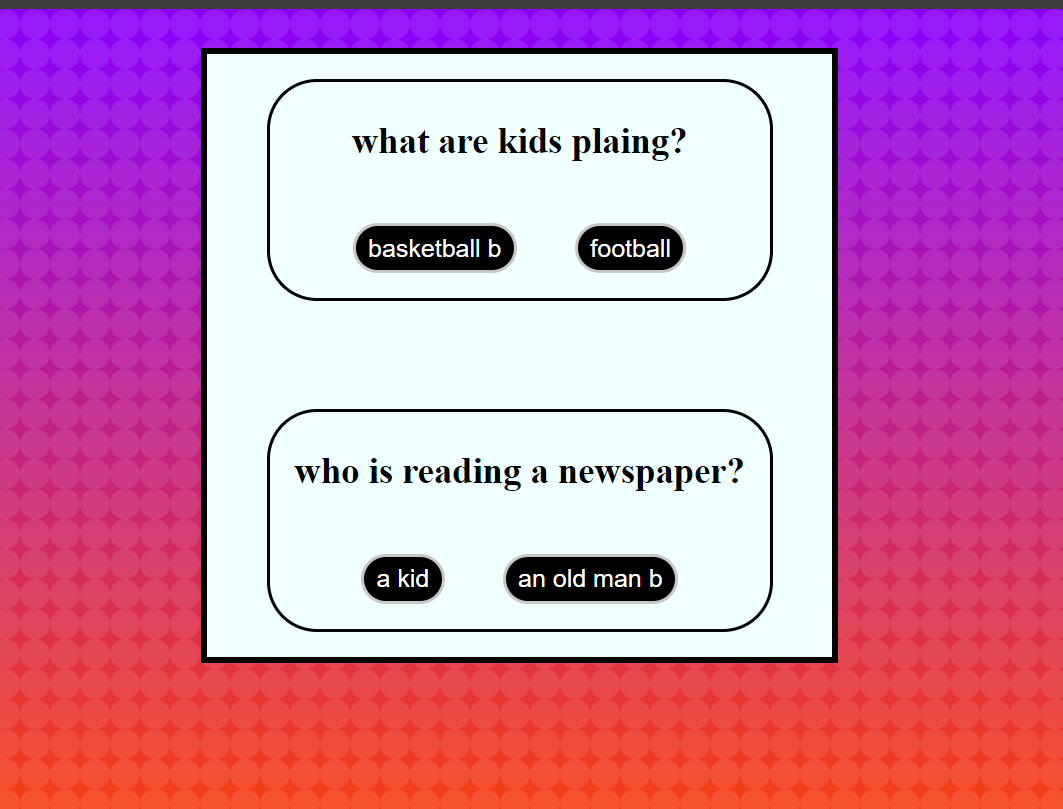 what are kids plaing?
basketball b football
who is reading a newspaper?
a kid an old man b